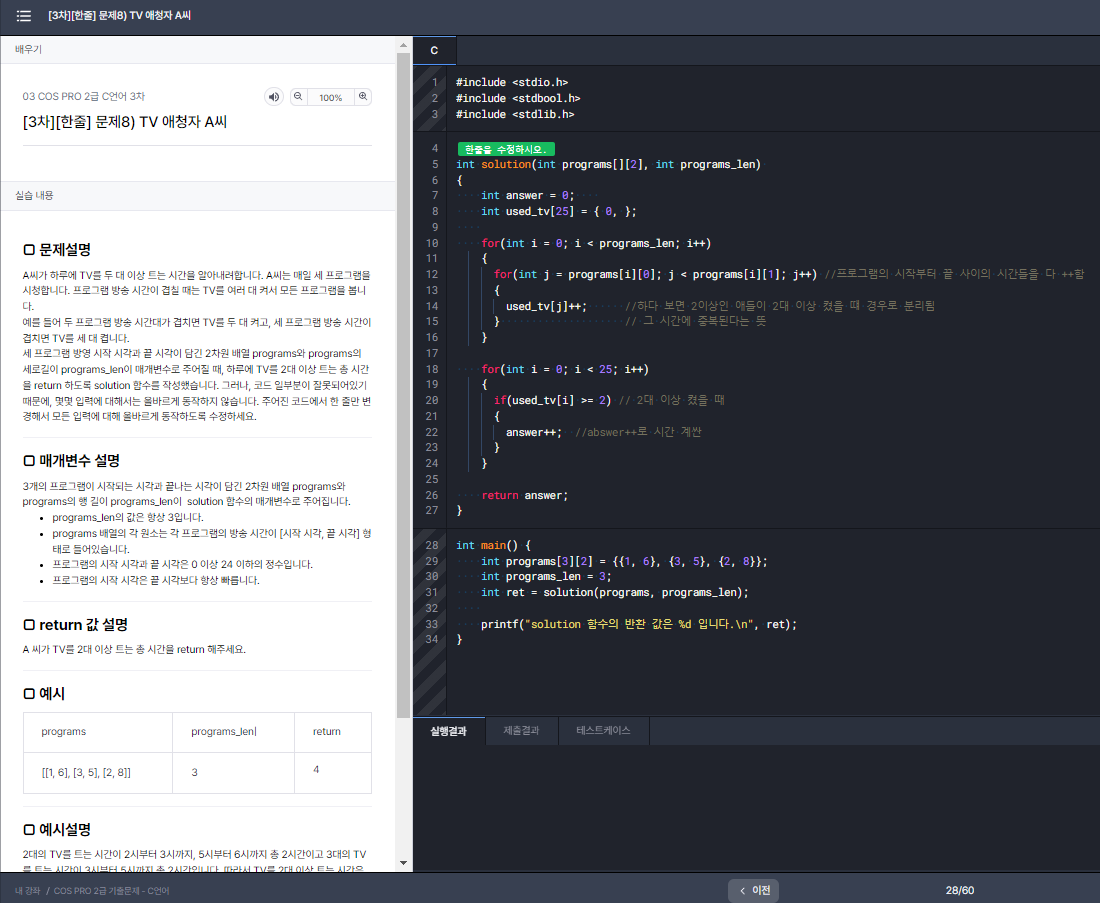 [3차][한줄] 문제8) TV 애청자 A씨
배우기
03 COS PRO 2급 C언어 3차
100%
[3차][한줄] 문제8) TV 애청자 A씨
실습 내용
문제설명
A씨가 하루에 TV를 두 대 이상 트는 시간을 알아내려합니다. A씨는 매일 세 프로그램을
시청합니다. 프로그램 방송 시간이 겹칠 때는 TV를 여러 대 켜서 모든 프로그램을 봅니
다.
예를 들어 두 프로그램 방송 시간대가 겹치면 TV를 두 대 켜고, 세 프로그램 방송 시간이
겹치면 TV를 세 대 켭니다.
세 프로그램 방영 시작 시각과 끝 시각이 담긴 2차원 배열 programs와 programs의
세로길이 programs_len이 매개변수로 주어질 때, 하루에 TV를 2대 이상 트는 총 시간
을 return 하도록 solution 함수를 작성했습니다. 그러나, 코드 일부분이 잘못되어있기
때문에, 몇몇 입력에 대해서는 올바르게 동작하지 않습니다. 주어진 코드에서 한 줄만 변
경해서 모든 입력에 대해 올바르게 동작하도록 수정하세요.
매개변수 설명
3개의 프로그램이 시작되는 시각과 끝나는 시각이 담긴 2차원 배열 programs와
programs의 행 길이 programs_len이 solution 함수의 매개변수로 주어집니다.
• programs_len의 값은 항상 3입니다.
• programs 배열의 각 원소는 각 프로그램의 방송 시간이 [시작 시각, 끝 시각] 형
태로 들어있습니다.
• 프로그램의 시작 시각과 끝 시각은 0 이상 24 이하의 정수입니다.
• 프로그램의 시작 시각은 끝 시각보다 항상 빠릅니다.
return 값 설명
A 씨가 TV를 2대 이상 트는 총 시간을 return 해주세요.
예시
programs programs_len| return
[[1, 6], [3, 5], [2, 8]] 3 4
예시설명
2대의 TV를 트는 시간이 2시부터 3시까지, 5시부터 6시까지 총 2시간이고 3대의 TV
를 트는 시간이 3시부터 5시까지 총 2시간입니다. 따라서 TV를 2대 이상 트는 시간은
C
1 #include <stdio.h>
2 #include <stdbool.h>
3 #include <stdlib.h>
4 한줄을 수정하시오.
5 int solution(int programs[][2], int programs_len)
6 {
7 int answer = 0;
8 int used_tv[25] = { 0, };
9
10 for(int i = 0; i < programs_len; i++)
11 {
12 for(int j = programs[i][0]; j < programs[i][1]; j++) //프로그램의 시작부터 끝 사이의 시간들을 다 ++함
13 {
14 used_tv[j]++; //하다 보면 2이상인 애들이 2대 이상 켰을 때 경우로 분리됨
15 } // 그 시간에 중복된다는 뜻
16 }
17
18 for(int i = 0; i < 25; i++)
19 {
20 if(used_tv[i] >= 2) // 2대 이상 켰을 때
21 {
22 answer++; //abswer++로 시간 계싼
23 }
24 }
25
26 return answer;
27 }
28 int main() {
29 int programs[3][2] = {{1, 6}, {3, 5}, {2, 8}};
30 int programs_len = 3;
31 int ret = solution(programs, programs_len);
32
33 printf("solution 함수의 반환 값은 %d 입니다.\n", ret);
34 }
실행결과 제출결과 테스트케이스
내 강좌 / COS PRO 2급 기출문제 - C언어
< 이전
28/60